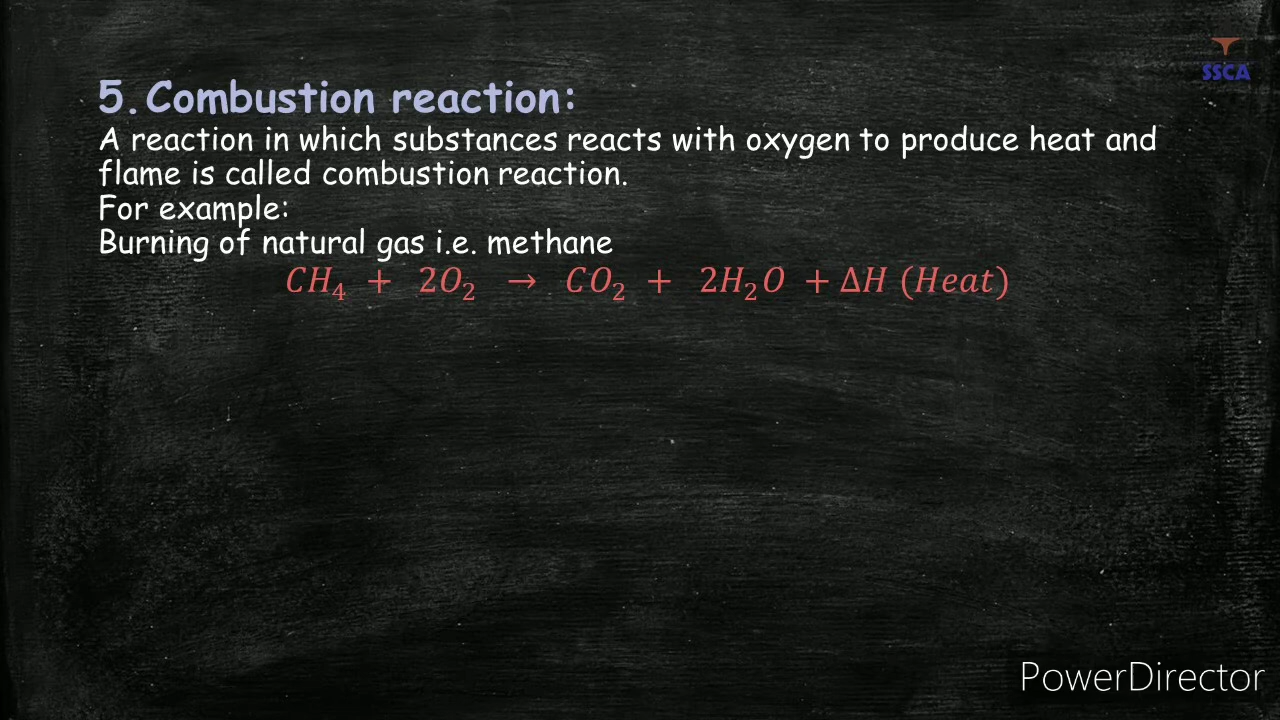 SSCA
5. Combustion reaction:
A reaction in which substances reacts with oxygen to produce heat and
flame is called combustion reaction.
For example:
Burning of natural gas i.e. methane
CH₄ + 2O₂ → CO₂ + 2H₂O + ΔH (Heat)
PowerDirector